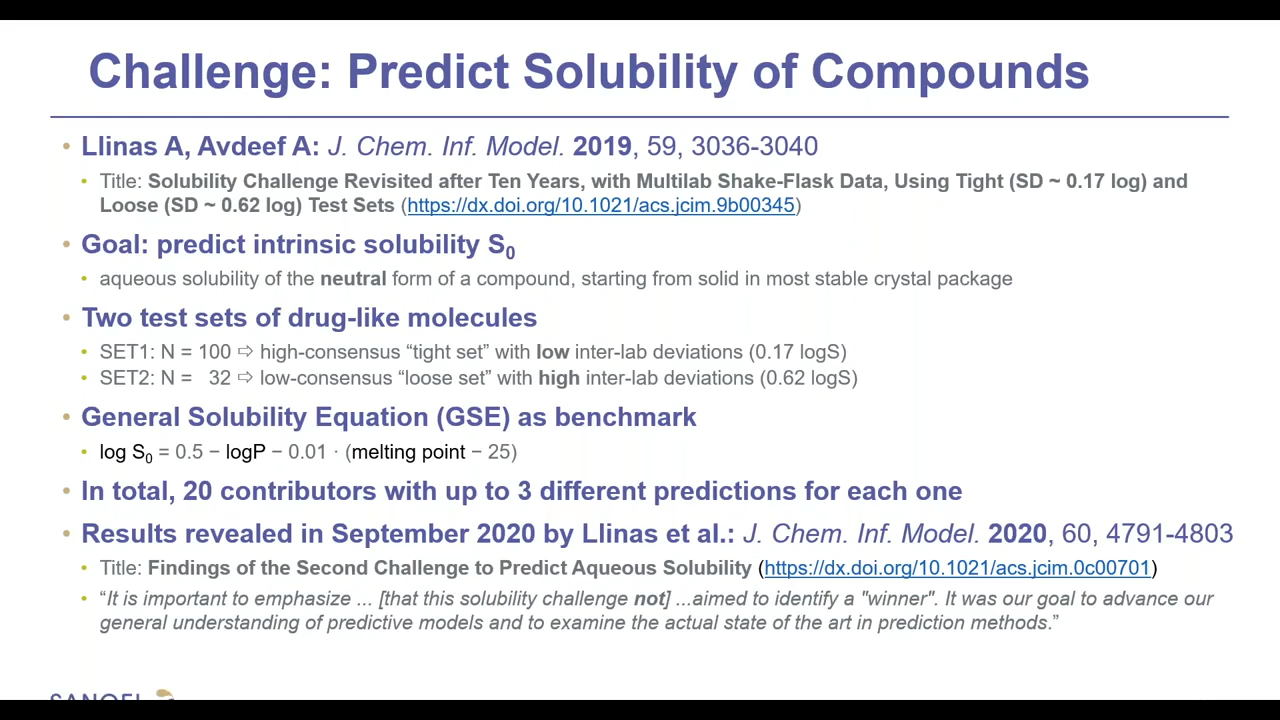 Challenge: Predict Solubility of Compounds
• Llinas A, Avdeef A: J. Chem. Inf. Model. 2019, 59, 3036-3040
• Title: Solubility Challenge Revisited after Ten Years, with Multilab Shake-Flask Data, Using Tight (SD ~ 0.17 log) and
Loose (SD ~ 0.62 log) Test Sets (https://dx.doi.org/10.1021/acs.jcim.9b00345)
• Goal: predict intrinsic solubility S0
• aqueous solubility of the neutral form of a compound, starting from solid in most stable crystal package
• Two test sets of drug-like molecules
• SET1: N = 100 ⇨ high-consensus “tight set” with low inter-lab deviations (0.17 logS)
• SET2: N = 32 ⇨ low-consensus “loose set” with high inter-lab deviations (0.62 logS)
• General Solubility Equation (GSE) as benchmark
• log S0 = 0.5 − logP − 0.01 · (melting point − 25)
• In total, 20 contributors with up to 3 different predictions for each one
• Results revealed in September 2020 by Llinas et al.: J. Chem. Inf. Model. 2020, 60, 4791-4803
• Title: Findings of the Second Challenge to Predict Aqueous Solubility (https://dx.doi.org/10.1021/acs.jcim.0c00701)
• “It is important to emphasize ... [that this solubility challenge not] ...aimed to identify a "winner". It was our goal to advance our
general understanding of predictive models and to examine the actual state of the art in prediction methods.”
SANOFI